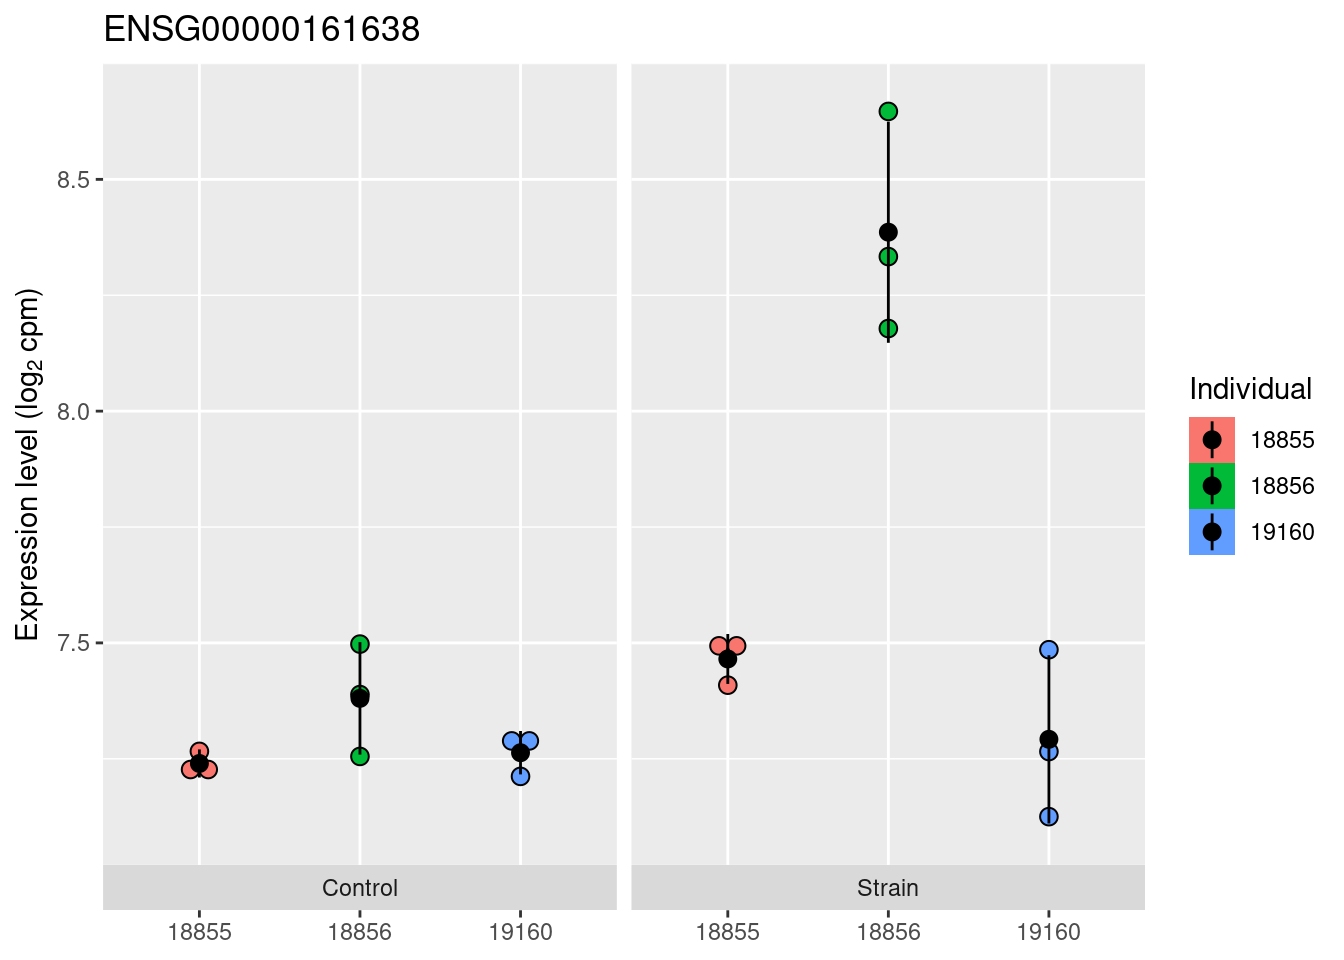 ENSG00000161638
Expression level (log₂ cpm)
8.5
8.0
7.5
Control
Strain
18855
18856
19160
18855
18856
19160
Individual
18855
18856
19160